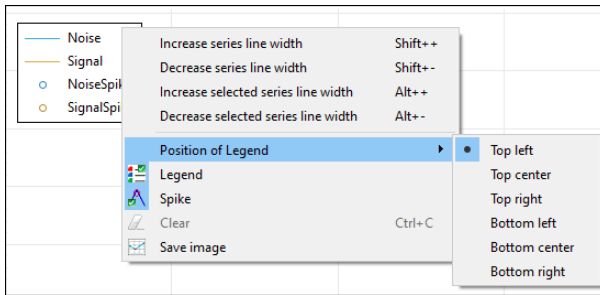 Noise
Signal
NoiseSpik
SignalSpi
Increase series line width Shift++
Decrease series line width Shift+-
Increase selected series line width Alt++
Decrease selected series line width Alt+-
Position of Legend
Legend
Spike
Clear Ctrl+C
Save image
Top left
Top center
Top right
Bottom left
Bottom center
Bottom right